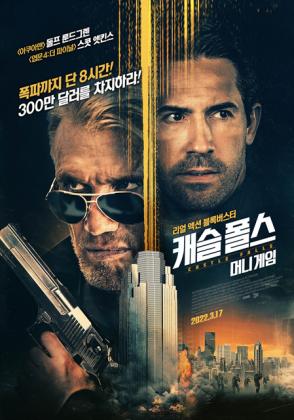 <아쿠아맨> 돌프 룬드그렌
<엽문4: 더 파이널> 스콧 앳킨스
폭파까지 단 8시간!
300만 달러를 차지하라!
리얼 액션 블록버스터
캐슬 폴스
CASTLE FALLS
머니 게임
2022.3.17